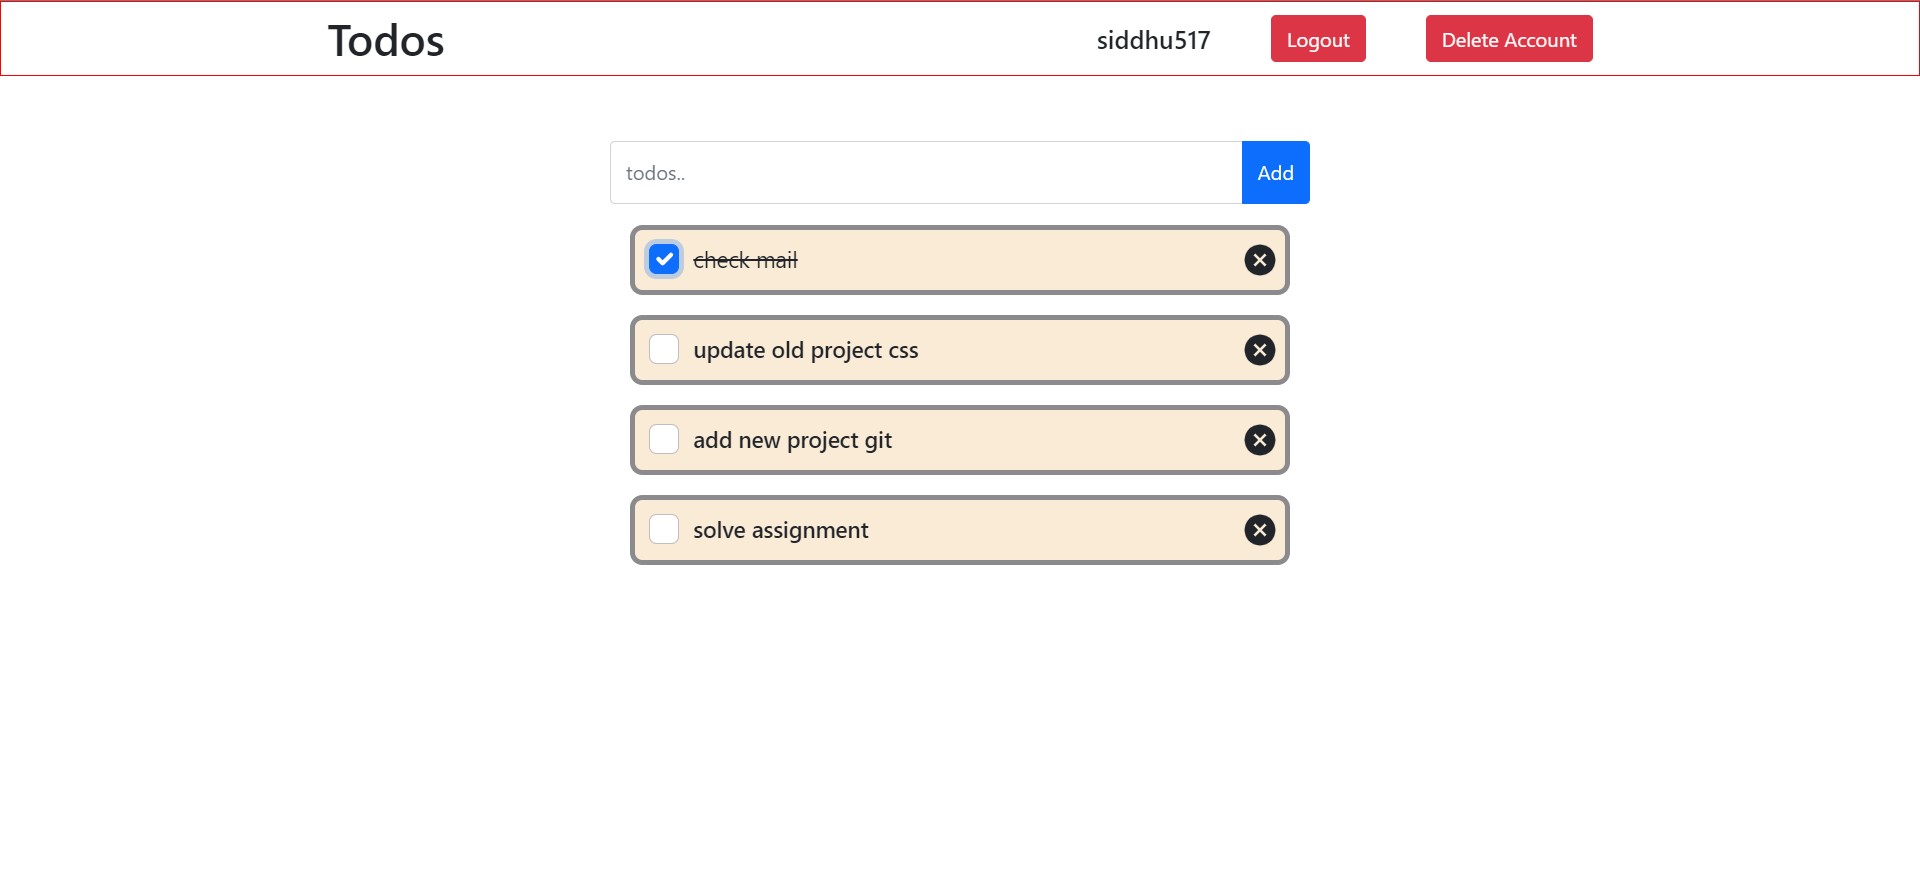 Todos
siddhu517
Logout
Delete Account
todos..
Add
check mail
update old project css
add new project git
solve assignment